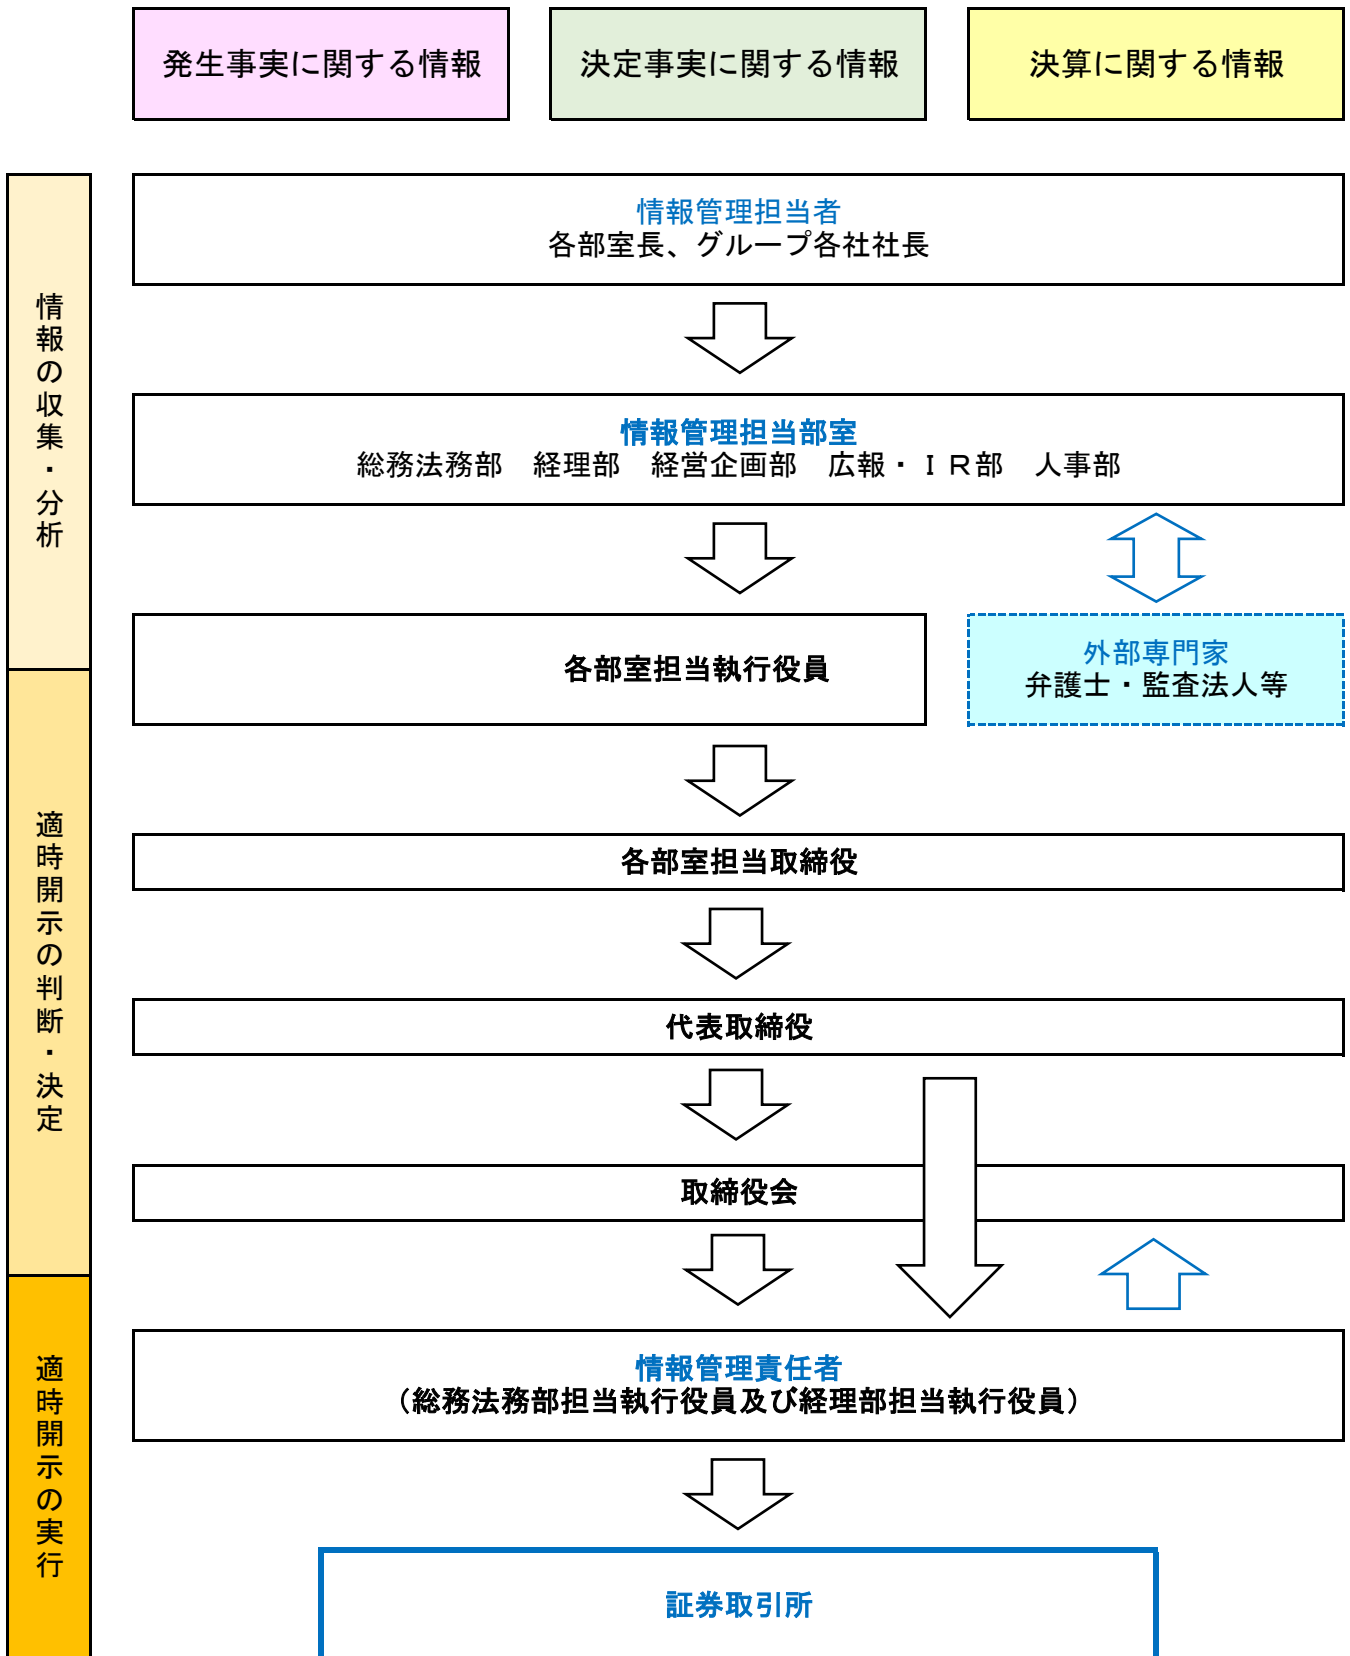 発生事実に関する情報
決定事実に関する情報
決算に関する情報
情報の収集・分析
情報管理担当者
各部室長、グループ各社社長
情報管理担当部室
総務法務部　経理部　経営企画部　広報・ＩＲ部　人事部
各部室担当執行役員
外部専門家
弁護士・監査法人等
適時開示の判断・決定
各部室担当取締役
代表取締役
取締役会
適時開示の実行
情報管理責任者
（総務法務部担当執行役員及び経理部担当執行役員）
証券取引所